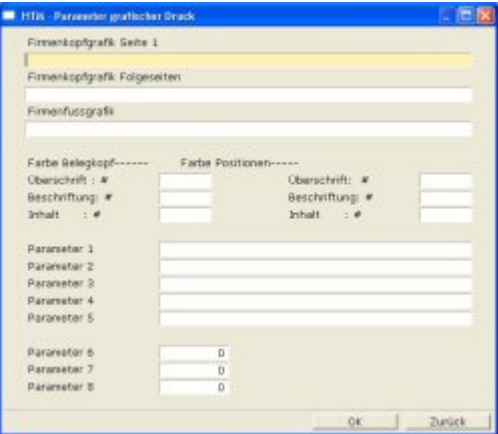 HTW - Parameter grafischer Druck
Firmenkopfgrafik Seite 1
Firmenkopfgrafik Folgeseiten
Firmenfussgrafik
Farbe Belegkopf------ Farbe Positionen-----
Überschrift : # Überschrift: #
Beschriftung: # Beschriftung: #
Inhalt : # Inhalt : #
Parameter 1
Parameter 2
Parameter 3
Parameter 4
Parameter 5
Parameter 6 0
Parameter 7 0
Parameter 8 0
OK Zurück